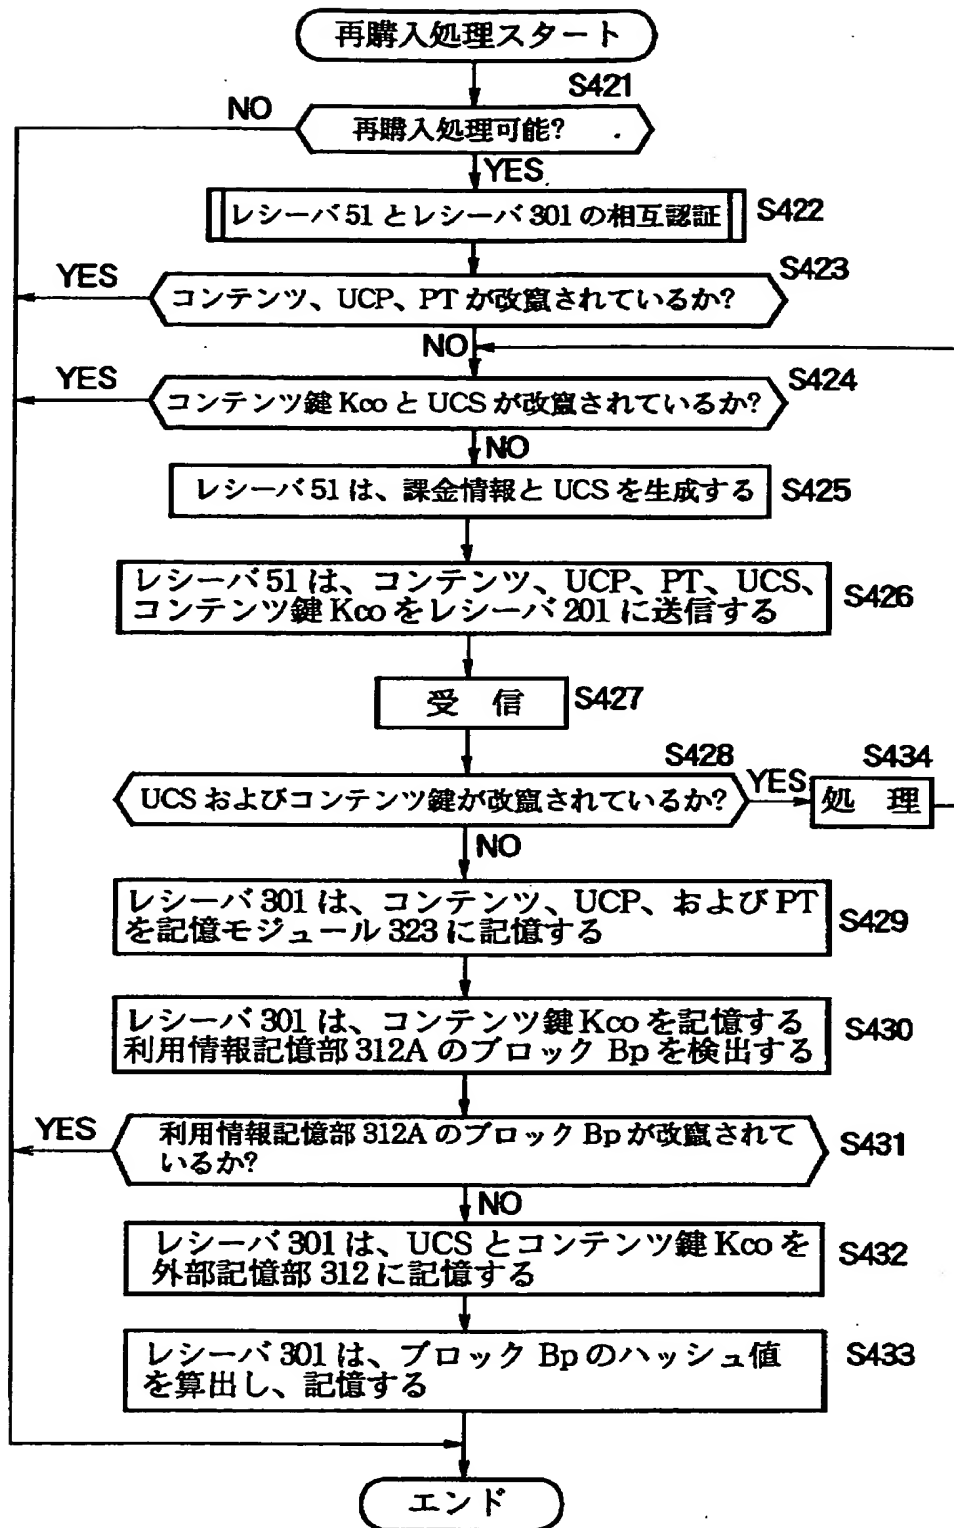 再購入処理スタート
S421
NO
再購入処理可能?
YES
レシーバ51とレシーバ301の相互認証
S422
S423
YES
コンテンツ、UCP、PTが改竄されているか?
NO
S424
YES
コンテンツ鍵KcoとUCSが改竄されているか?
NO
レシーバ51は、課金情報とUCSを生成する
S425
レシーバ51は、コンテンツ、UCP、PT、UCS、
コンテンツ鍵Kcoをレシーバ201に送信する
S426
受 信
S427
S428
S434
UCSおよびコンテンツ鍵が改竄されているか?
YES
処 理
NO
レシーバ301は、コンテンツ、UCP、およびPT
を記憶モジュール323に記憶する
S429
レシーバ301は、コンテンツ鍵Kcoを記憶する
利用情報記憶部312AのブロックBpを検出する
S430
YES
利用情報記憶部312AのブロックBpが改竄されて
いるか?
S431
NO
レシーバ301は、UCSとコンテンツ鍵Kcoを
外部記憶部312に記憶する
S432
レシーバ301は、ブロックBpのハッシュ値
を算出し、記憶する
S433
エンド